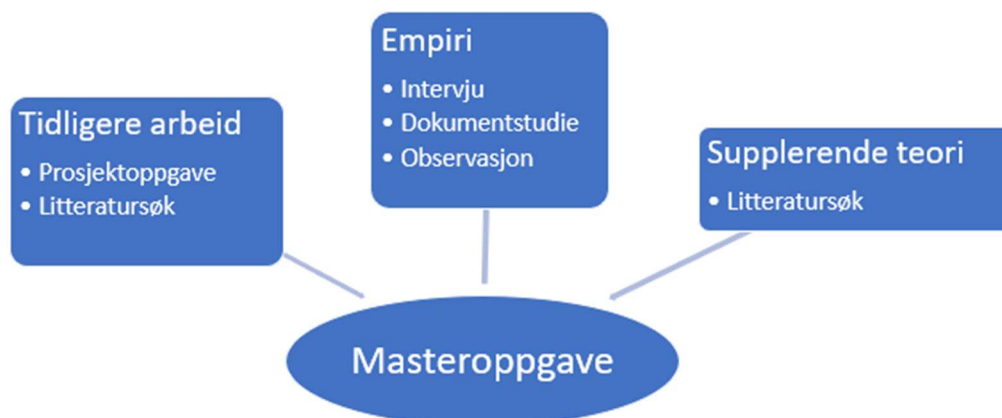 Tidligere arbeid
• Prosjektoppgave
• Litteratursøk
Empiri
• Intervju
• Dokumentstudie
• Observasjon
Supplerende teori
• Litteratursøk
Masteroppgave